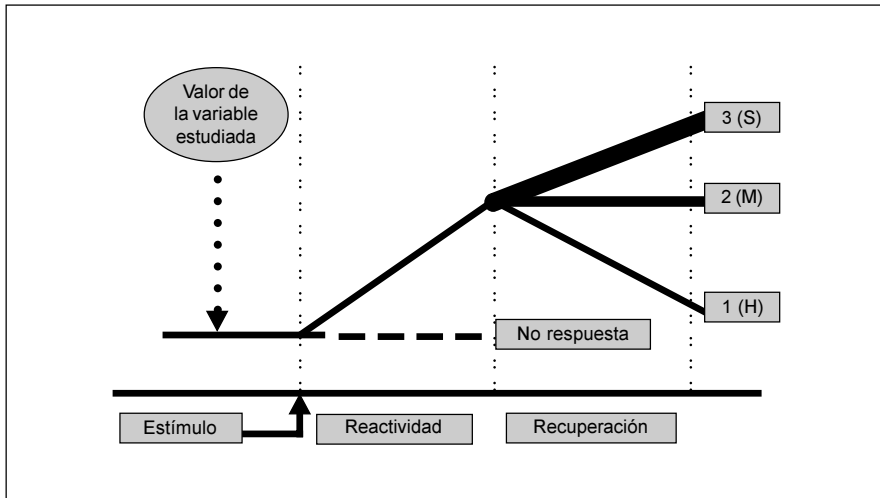 Valor de
la variable
estudiada
3 (S)
2 (M)
1 (H)
No respuesta
Estímulo
Reactividad
Recuperación